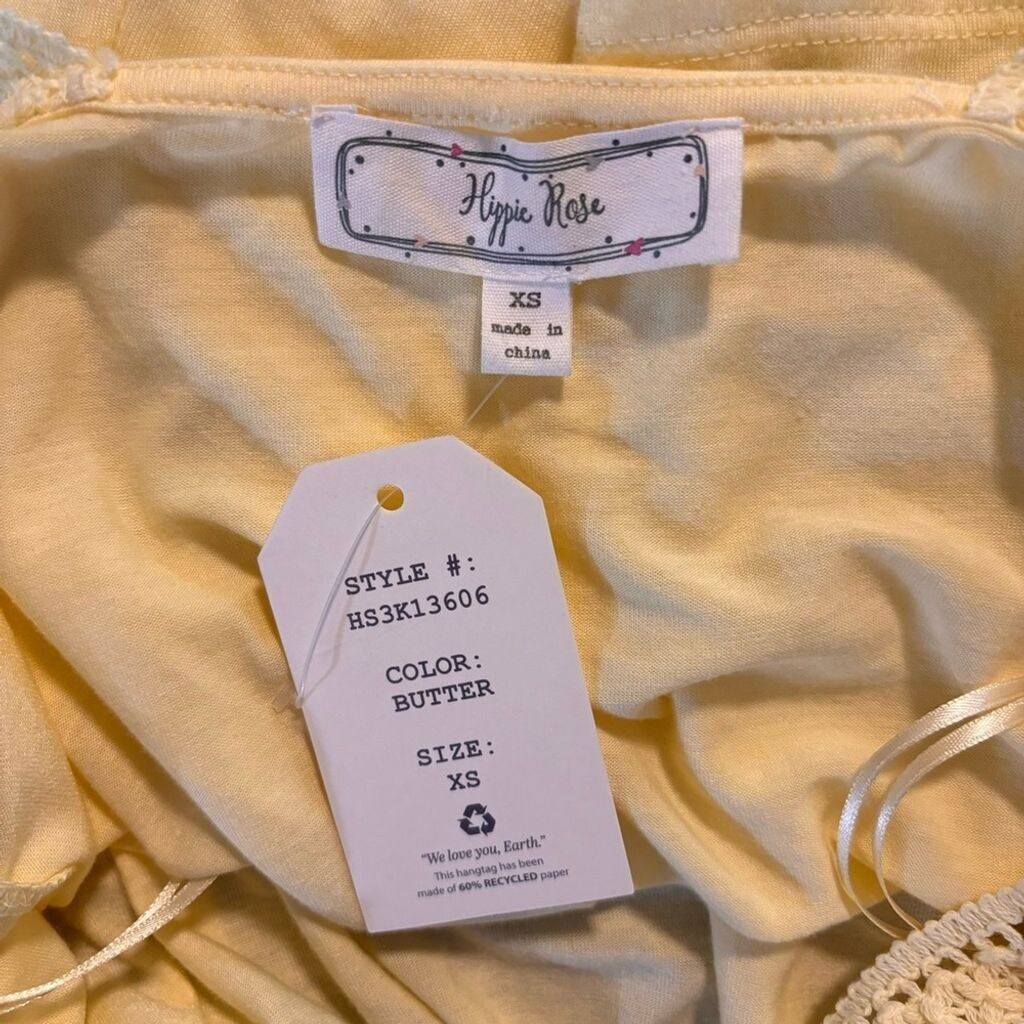 Hippie Rose
XS
made in
china
STYLE #:
HS3K13606
COLOR:
BUTTER
SIZE:
XS
“We love you, Earth.”
This hangtag has been
made of 60% RECYCLED paper